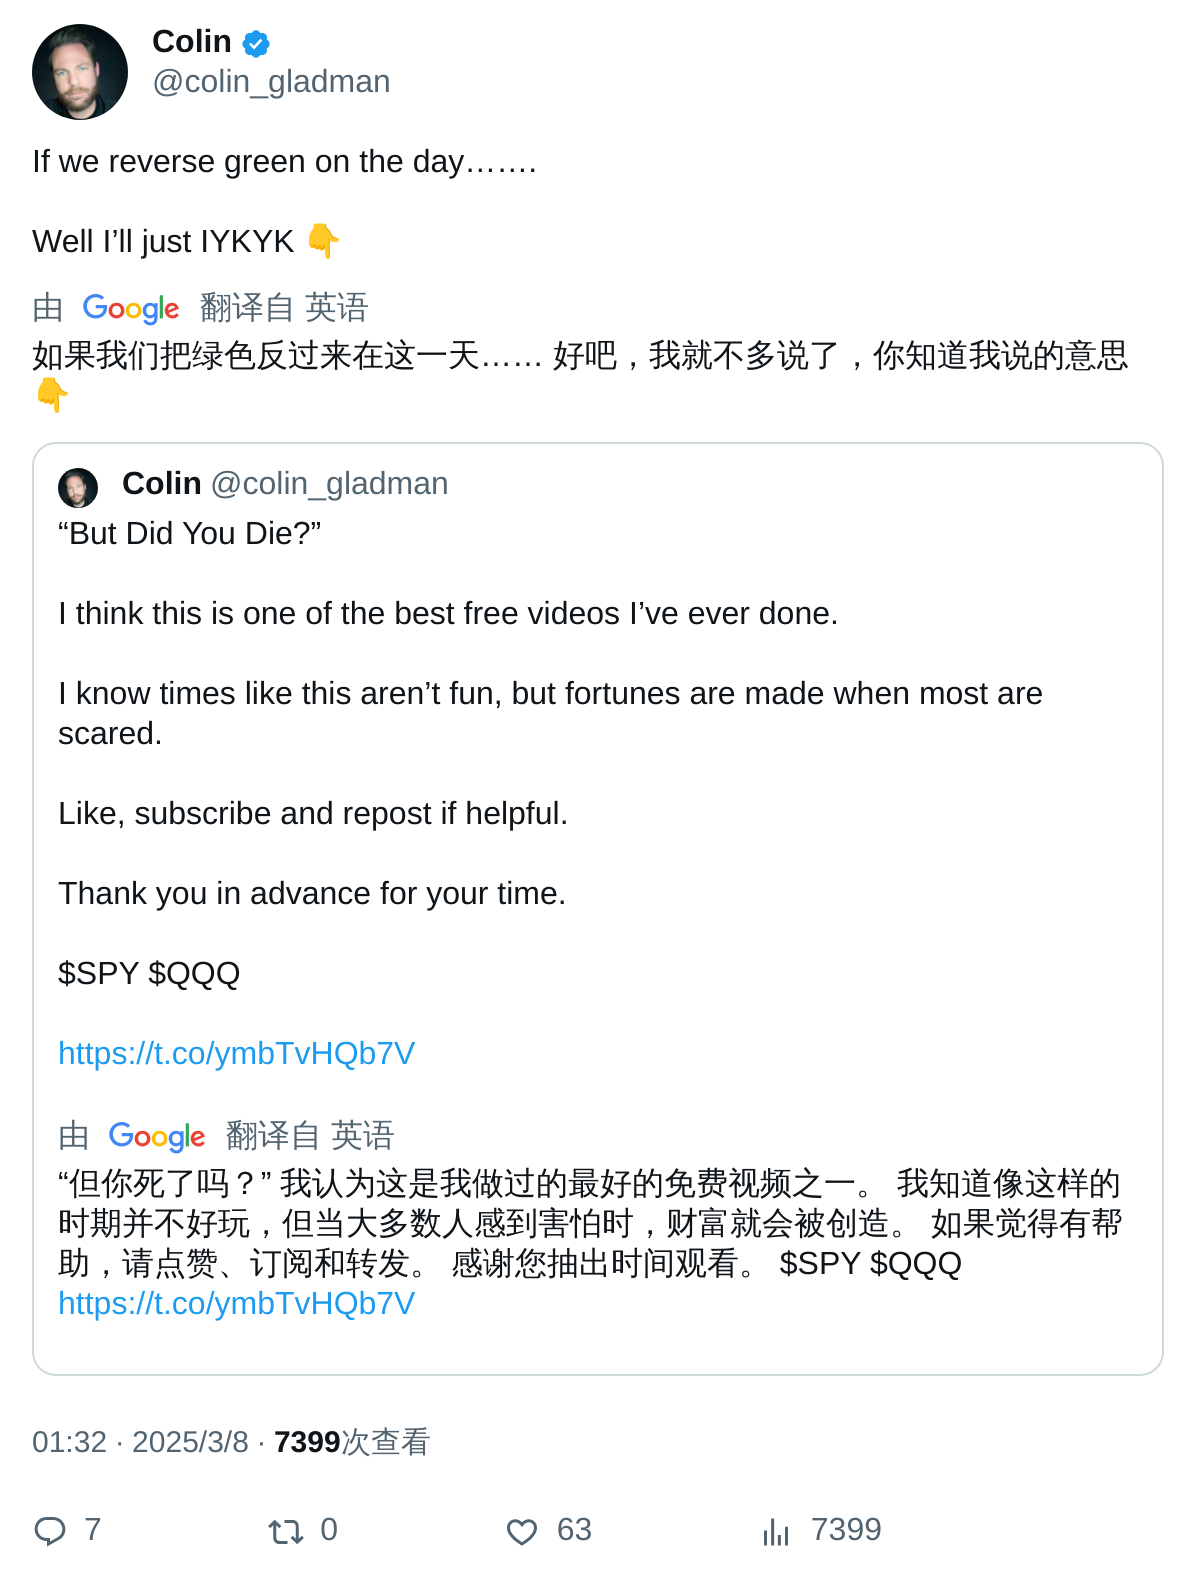 Colin
@colin_gladman
If we reverse green on the day…….
Well I’ll just IYKYK 👇
由 Google 翻译自 英语
如果我们把绿色反过来在这一天…… 好吧，我就不多说了，你知道我说的意思
👇
Colin @colin_gladman
“But Did You Die?”
I think this is one of the best free videos I’ve ever done.
I know times like this aren’t fun, but fortunes are made when most are
scared.
Like, subscribe and repost if helpful.
Thank you in advance for your time.
$SPY $QQQ
https://t.co/ymbTvHQb7V
由 Google 翻译自 英语
“但你死了吗？” 我认为这是我做过的最好的免费视频之一。 我知道像这样的
时期并不好玩，但当大多数人感到害怕时，财富就会被创造。 如果觉得有帮
助，请点赞、订阅和转发。 感谢您抽出时间观看。 $SPY $QQQ
https://t.co/ymbTvHQb7V
01:32 · 2025/3/8 · 7399次查看
7 0 63 7399